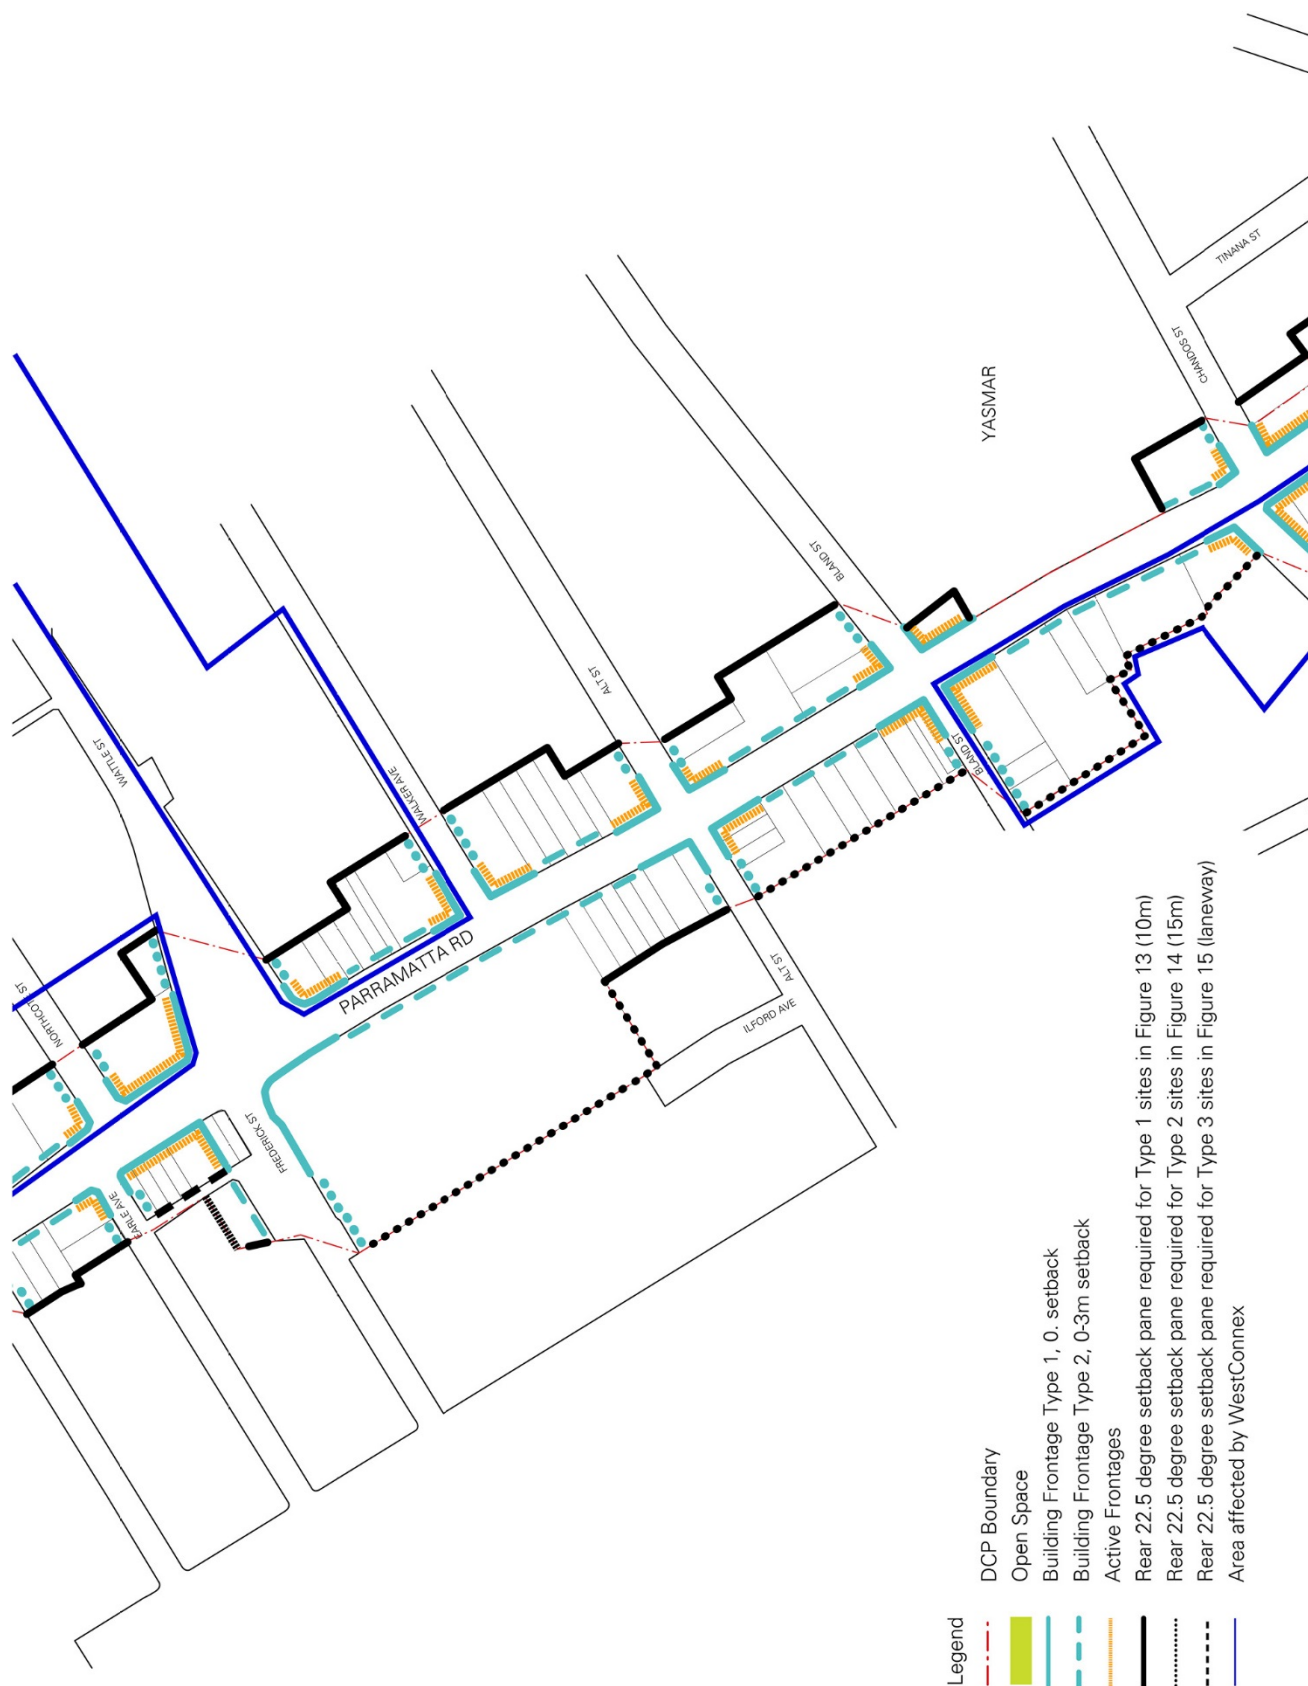 TINANA ST
CHANDOS ST
YASMAR
BLAND ST
ALT ST
WALKER AVE
WATTLE ST
BLAND ST
PARRAMATTA RD
NORTHCOTT ST
ALT ST
ILFORD AVE
FREDERICK ST
EARLE AVE
Legend
DCP Boundary
Open Space
Building Frontage Type 1, 0. setback
Building Frontage Type 2, 0-3m setback
Active Frontages
Rear 22.5 degree setback pane required for Type 1 sites in Figure 13 (10m)
Rear 22.5 degree setback pane required for Type 2 sites in Figure 14 (15m)
Rear 22.5 degree setback pane required for Type 3 sites in Figure 15 (laneway)
Area affected by WestConnex